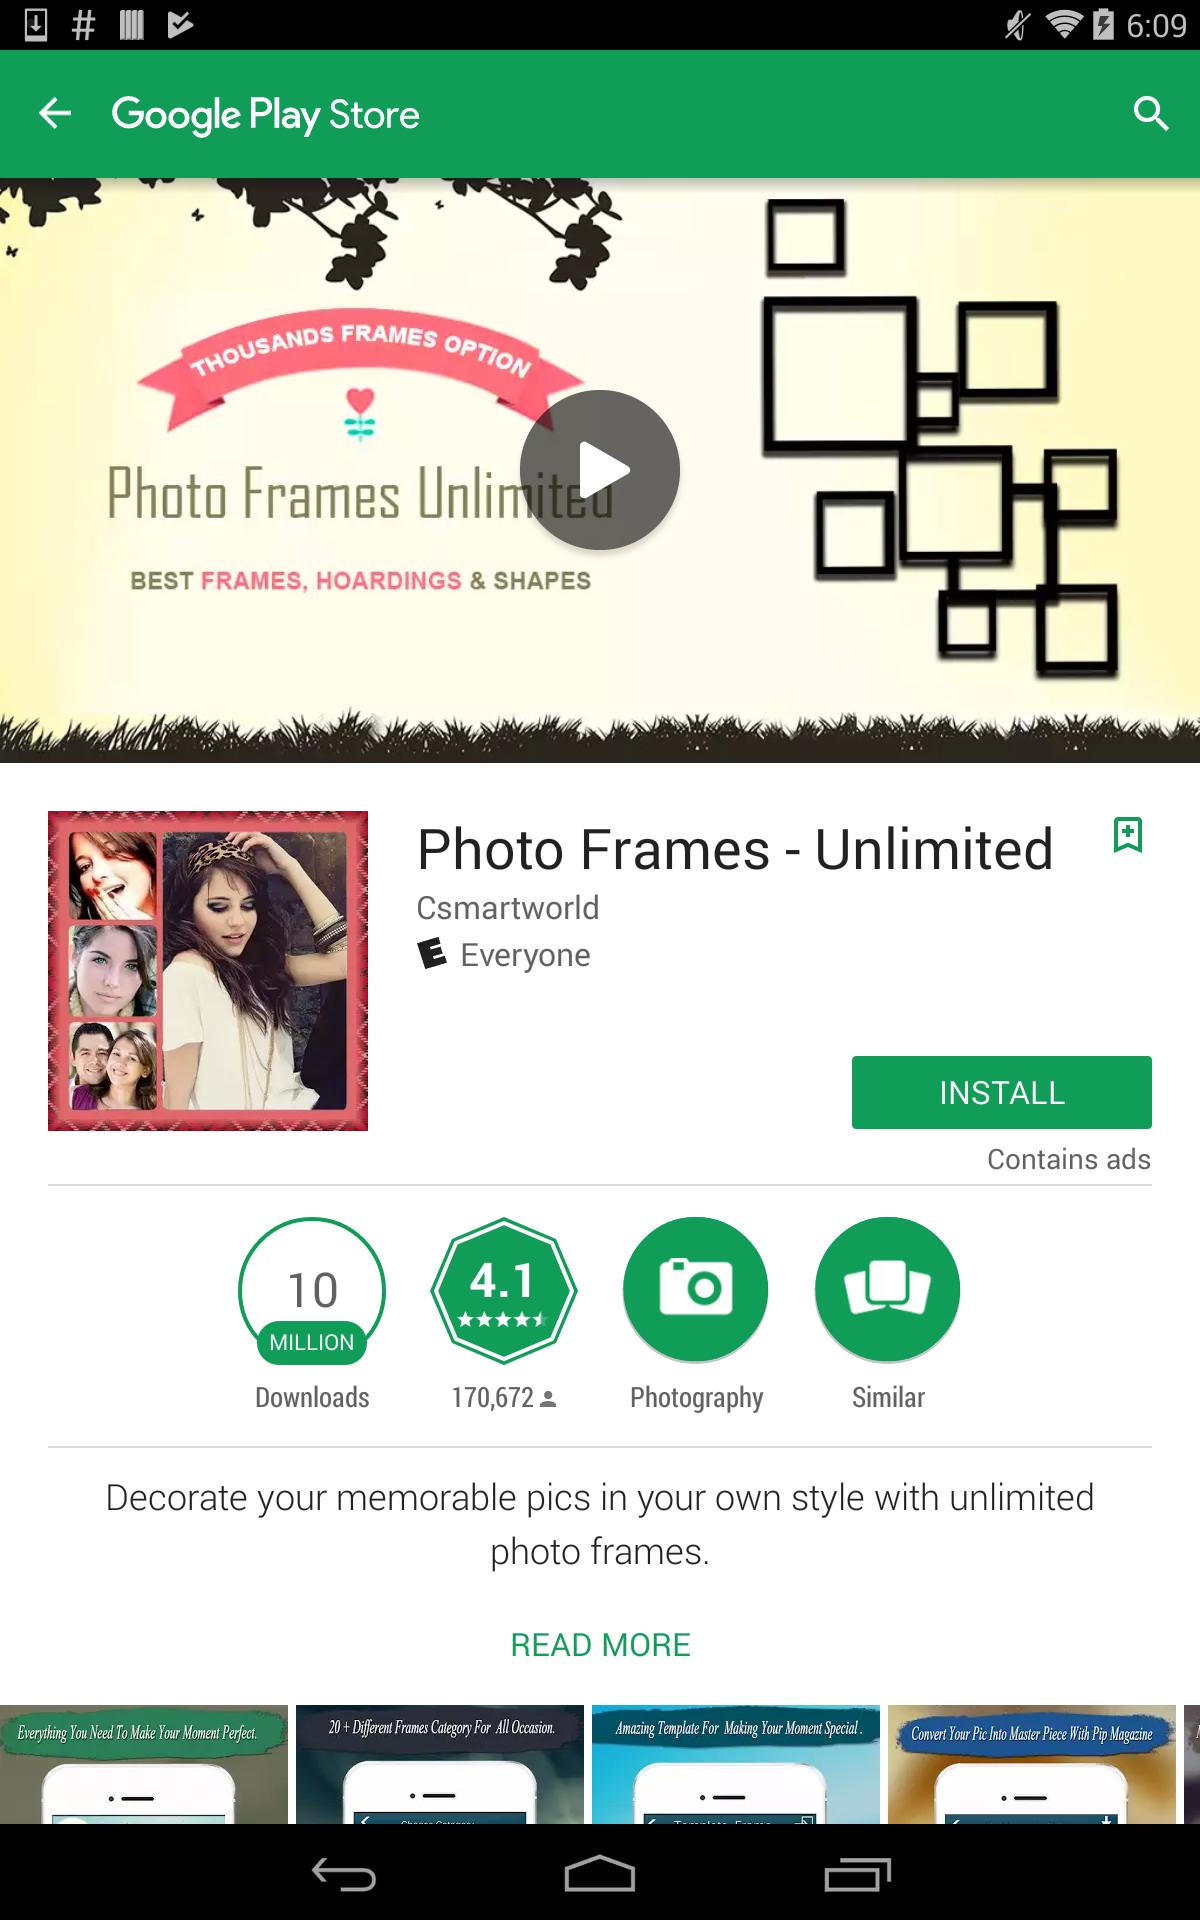 6:09
Google Play Store
THOUSANDS FRAMES OPTION
Photo Frames Unlimited
BEST FRAMES, HOARDINGS & SHAPES
Photo Frames - Unlimited
Csmartworld
E Everyone
INSTALL
Contains ads
10
MILLION
Downloads
4.1
170,672
Photography
Similar
Decorate your memorable pics in your own style with unlimited
photo frames.
READ MORE
Everything You Need To Make Your Moment Perfect.
20 + Different Frames Category For All Occasion.
Amazing Template For Making Your Moment Special .
Convert Your Pic Into Master Piece With Pip Magazine